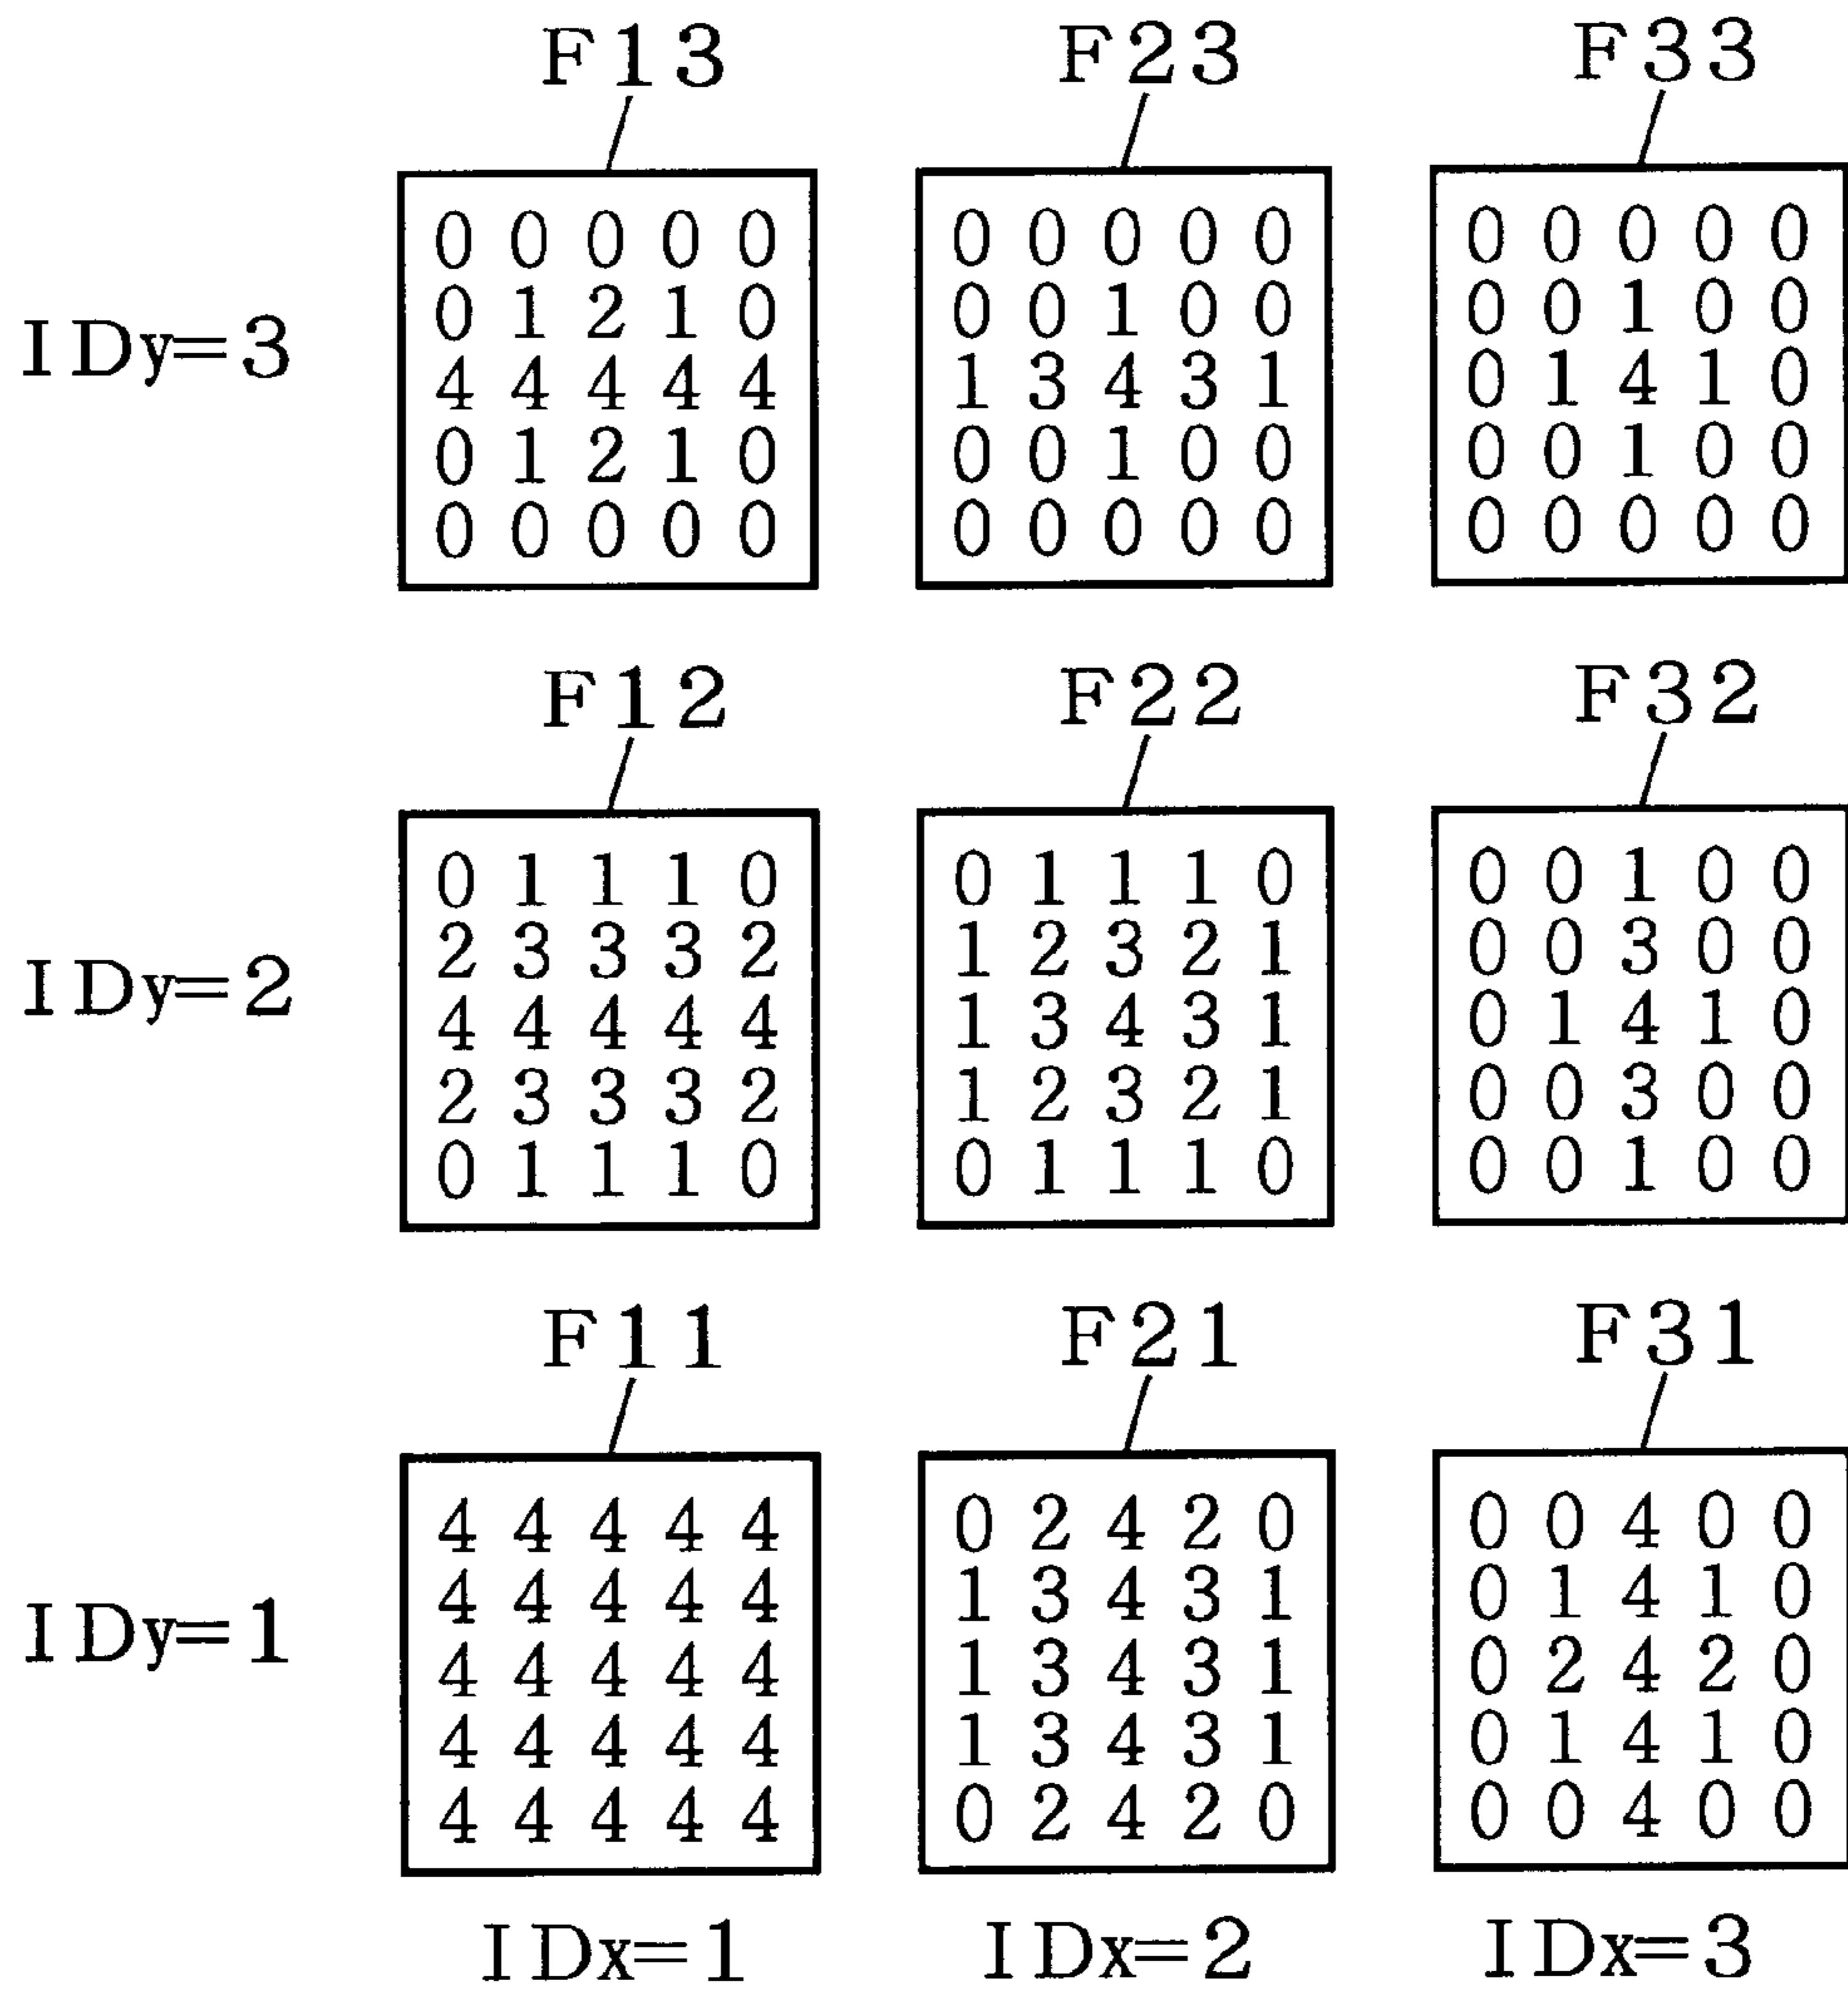 F13 F23 F33
0 0 0 0 0 0 0 0 0 0 0 0 0 0 0
0 1 2 1 0 0 0 1 0 0 0 0 1 0 0
IDy=3
4 4 4 4 4 1 3 4 3 1 0 1 4 1 0
0 1 2 1 0 0 0 1 0 0 0 0 1 0 0
0 0 0 0 0 0 0 0 0 0 0 0 0 0 0
F12 F22 F32
0 1 1 1 0 0 1 1 1 0 0 0 1 0 0
2 3 3 3 2 1 2 3 2 1 0 0 3 0 0
IDy=2
4 4 4 4 4 1 3 4 3 1 0 1 4 1 0
2 3 3 3 2 1 2 3 2 1 0 0 3 0 0
0 1 1 1 0 0 1 1 1 0 0 0 1 0 0
F11 F21 F31
4 4 4 4 4 0 2 4 2 0 0 0 4 0 0
4 4 4 4 4 1 3 4 3 1 0 1 4 1 0
IDy=1
4 4 4 4 4 1 3 4 3 1 0 2 4 2 0
4 4 4 4 4 1 3 4 3 1 0 1 4 1 0
4 4 4 4 4 0 2 4 2 0 0 0 4 0 0
IDx=1 IDx=2 IDx=3